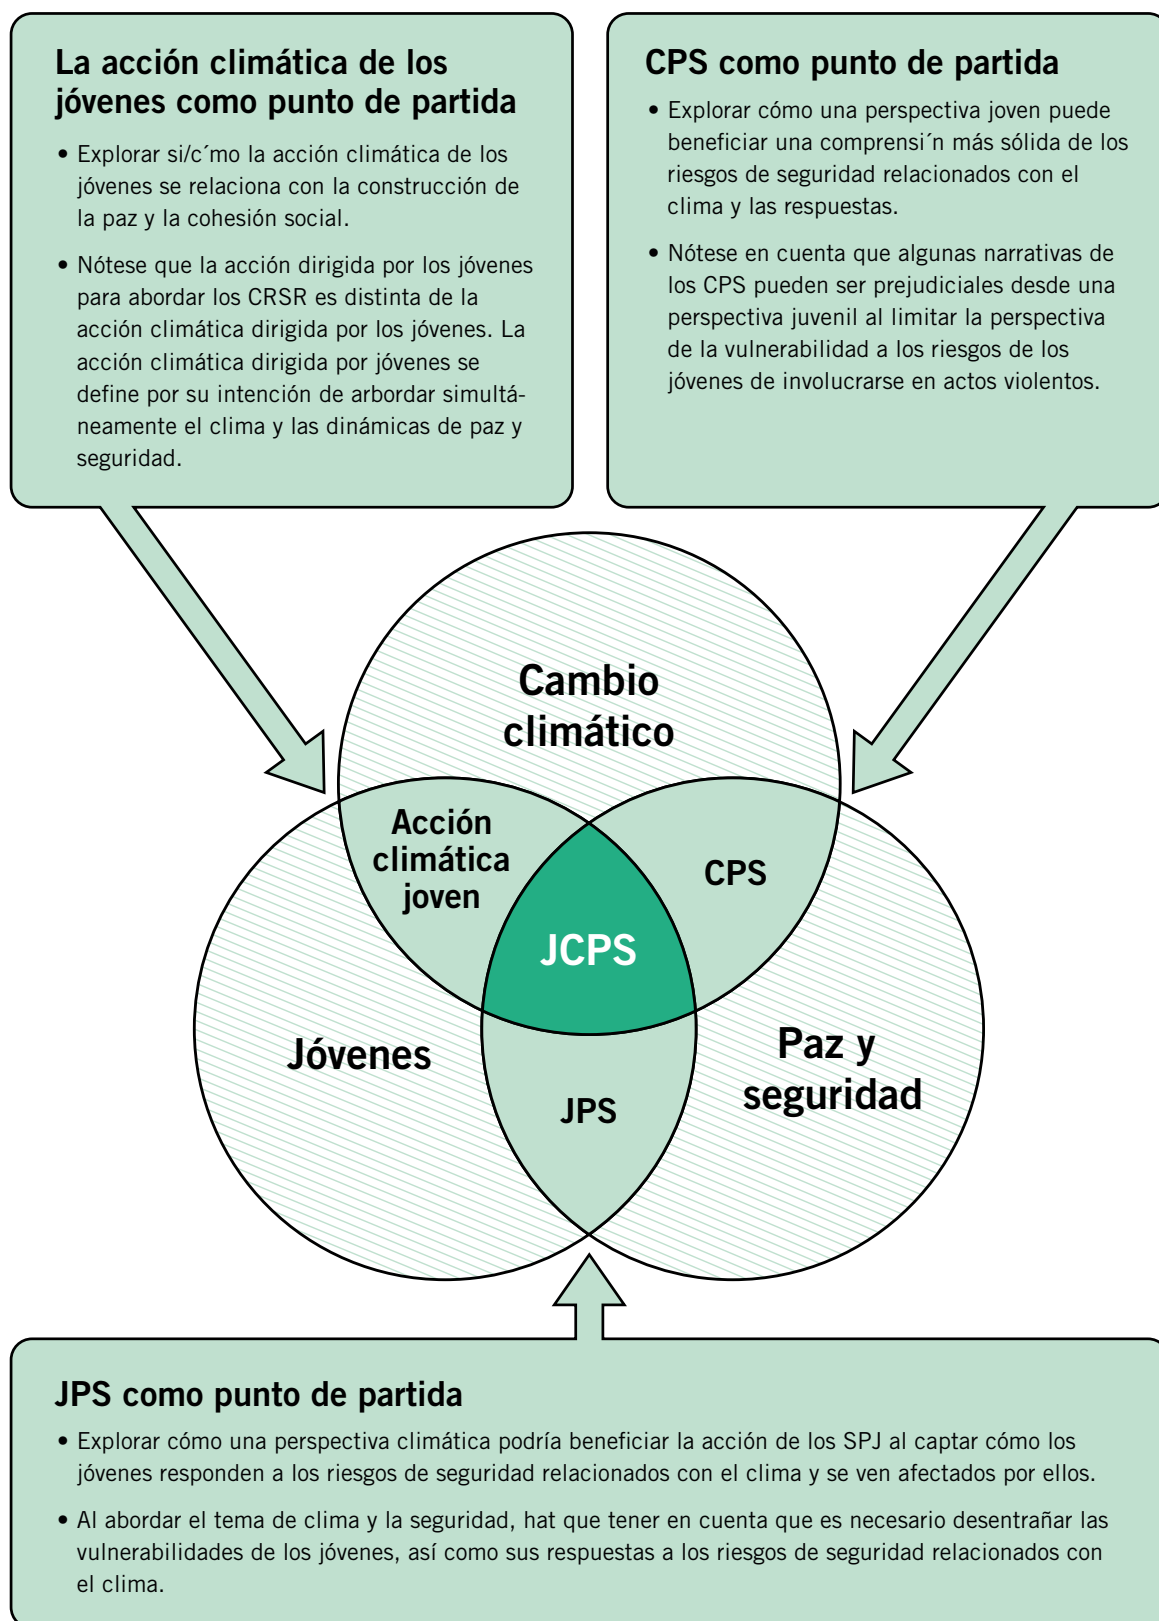 La acción climática de los
jóvenes como punto de partida
• Explorar si/c´mo la acción climática de los
jóvenes se relaciona con la construcción de
la paz y la cohesión social.
• Nótese que la acción dirigida por los jóvenes
para abordar los CRSR es distinta de la
acción climática dirigida por los jóvenes. La
acción climática dirigida por jóvenes se
define por su intención de arbordar simultá-
neamente el clima y las dinámicas de paz y
seguridad.
CPS como punto de partida
• Explorar cómo una perspectiva joven puede
beneficiar una comprensi´n más sólida de los
riesgos de seguridad relacionados con el
clima y las respuestas.
• Nótese en cuenta que algunas narrativas de
los CPS pueden ser prejudiciales desde una
perspectiva juvenil al limitar la perspectiva
de la vulnerabilidad a los riesgos de los
jóvenes de involucrarse en actos violentos.
Cambio
climático
Acción
climática
joven
CPS
JCPS
Jóvenes
Paz y
seguridad
JPS
JPS como punto de partida
• Explorar cómo una perspectiva climática podría beneficiar la acción de los SPJ al captar cómo los
jóvenes responden a los riesgos de seguridad relacionados con el clima y se ven afectados por ellos.
• Al abordar el tema de clima y la seguridad, hat que tener en cuenta que es necesario desentrañar las
vulnerabilidades de los jóvenes, así como sus respuestas a los riesgos de seguridad relacionados con
el clima.